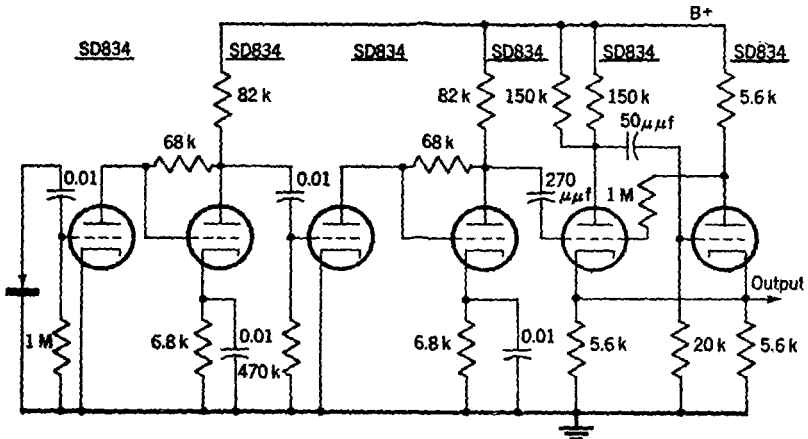 B+
SD834 SD834 SD834 SD834 SD834 SD834
82 k 82 k 150 k 150 k 5.6 k
50 μμf
68 k 68 k
0.01 0.01 270 μμf 1 M
Output
1 M 6.8 k 0.01 470 k 6.8 k 0.01 5.6 k 20 k 5.6 k